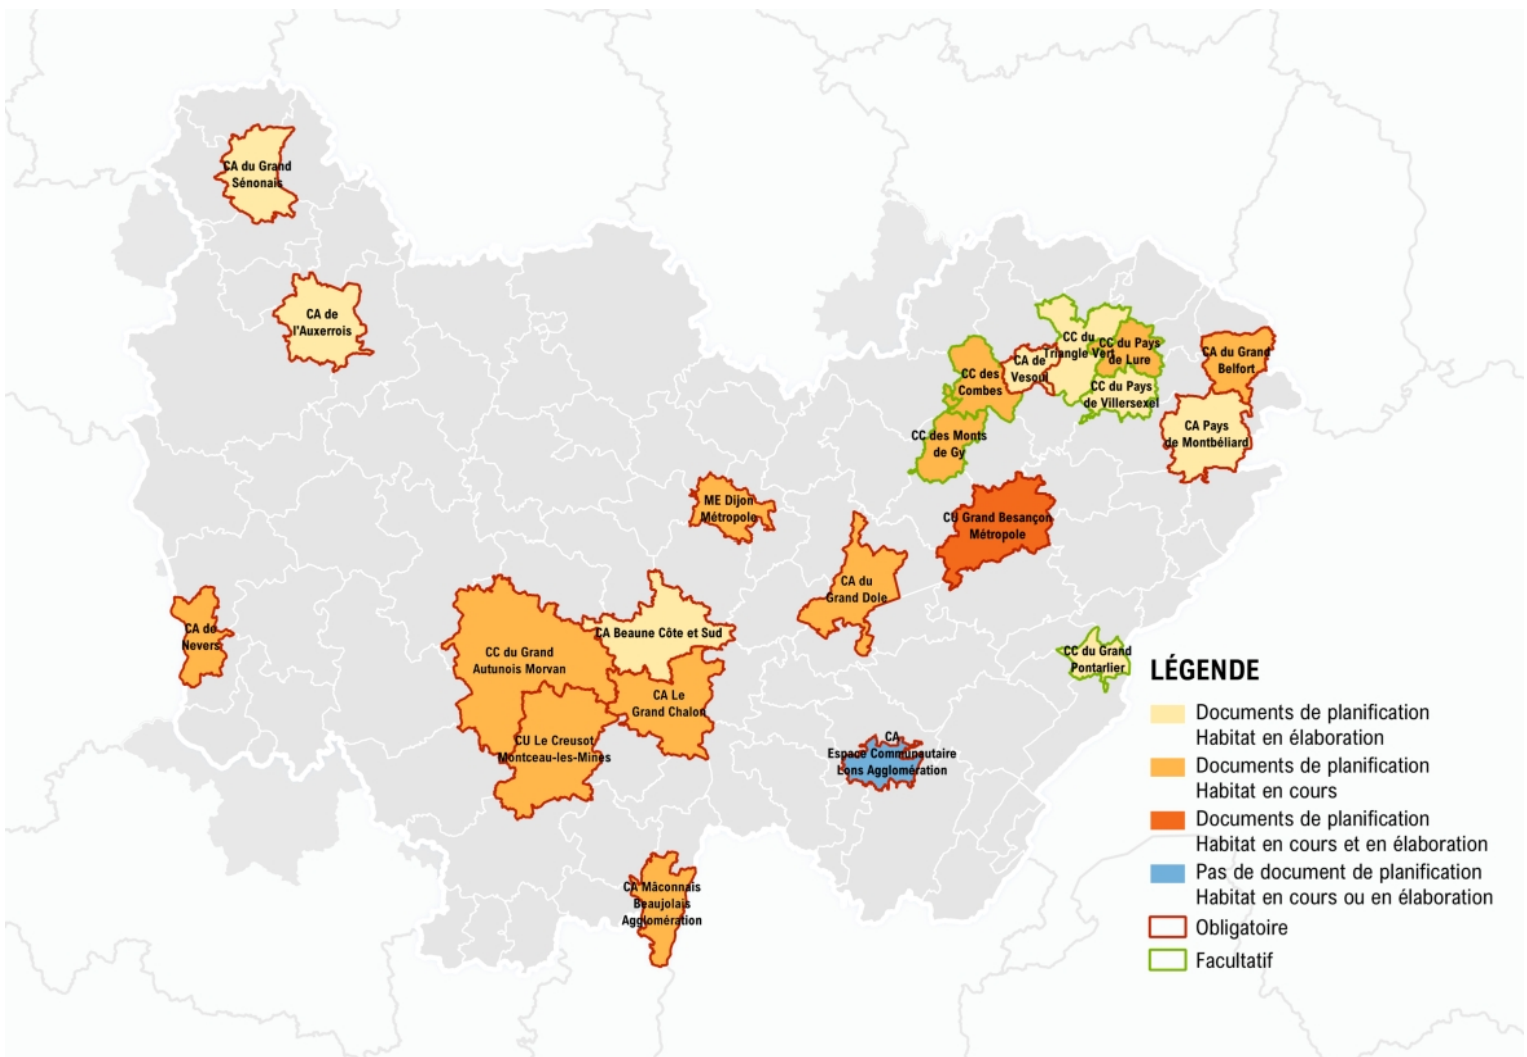 CA du Grand
Sénonais
CA de
l'Auxerrois
CC du
Triangle Vert
CC du Pays
de Lure
CA du Grand
Belfort
CA de
Vesoul
CC des
Combes
CC du Pays
de Villersexel
CA Pays
de Montbéliard
CC des Monts
de Gy
ME Dijon
Métropole
CU Grand Besançon
Métropole
CA du
Grand Dole
CA de
Nevers
CA Beaune Côte et Sud
CC du Grand
Autunois Morvan
CC du Grand
Pontarlier
CA Le
Grand Chalon
CU Le Creusot
Montceau-les-Mines
CA
Espace Communautaire
Lons Agglomération
CA Mâconnais
Beaujolais
Agglomération
LÉGENDE
Documents de planification
Habitat en élaboration
Documents de planification
Habitat en cours
Documents de planification
Habitat en cours et en élaboration
Pas de document de planification
Habitat en cours ou en élaboration
Obligatoire
Facultatif